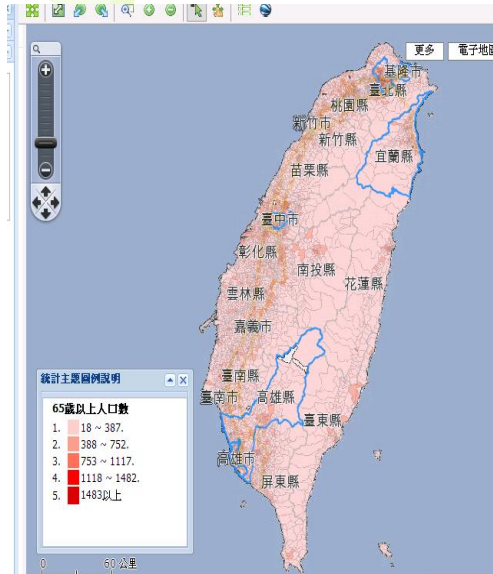 更多
電子地圖
基隆市
臺北縣
桃園縣
新竹市
新竹縣
宜蘭縣
苗栗縣
臺中市
彰化縣
南投縣
花蓮縣
雲林縣
嘉義市
臺南縣
臺南市
高雄縣
臺東縣
高雄市
屏東縣
統計主題圖例說明
65歲以上人口數
1. 18 ~ 387.
2. 388 ~ 752.
3. 753 ~ 1117.
4. 1118 ~ 1482.
5. 1483以上
0 60 公里